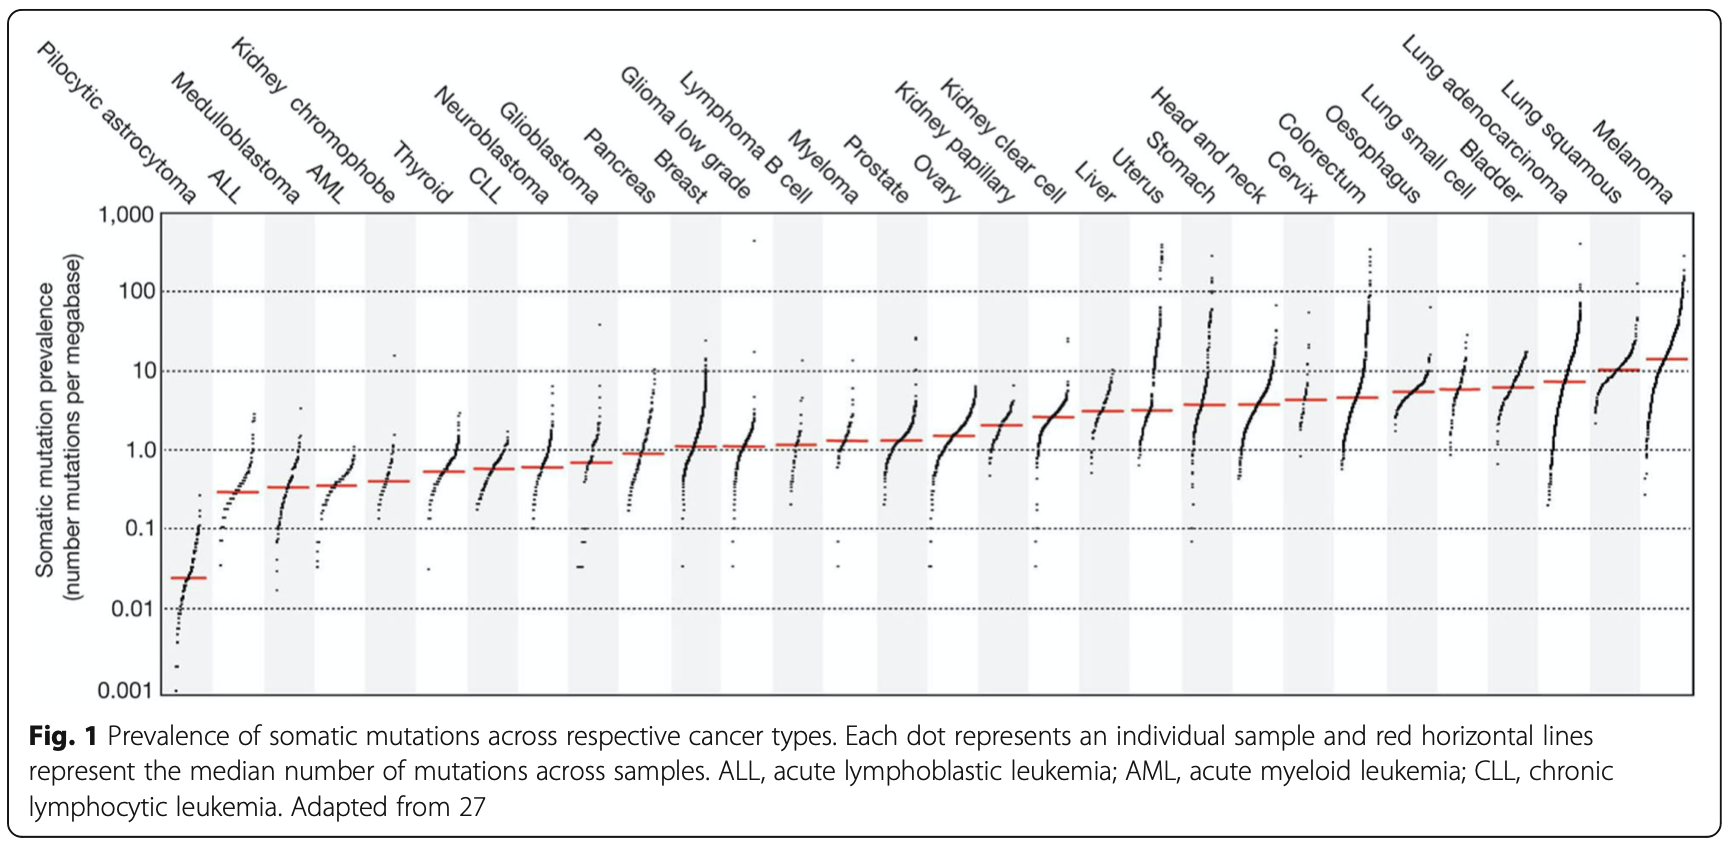 Pilocytic astrocytoma
ALL
Medulloblastoma
AML
Kidney chromophobe
Thyroid
CLL
Neuroblastoma
Glioblastoma
Pancreas
Breast
Glioma low grade
Lymphoma B cell
Myeloma
Prostate
Ovary
Kidney papillary
Kidney clear cell
Liver
Uterus
Stomach
Head and neck
Cervix
Colorectum
Oesophagus
Lung small cell
Bladder
Lung adenocarcinoma
Lung squamous
Melanoma
Somatic mutation prevalence
(number mutations per megabase)
1,000
100
10
1.0
0.1
0.01
0.001
Fig. 1 Prevalence of somatic mutations across respective cancer types. Each dot represents an individual sample and red horizontal lines
represent the median number of mutations across samples. ALL, acute lymphoblastic leukemia; AML, acute myeloid leukemia; CLL, chronic
lymphocytic leukemia. Adapted from 27